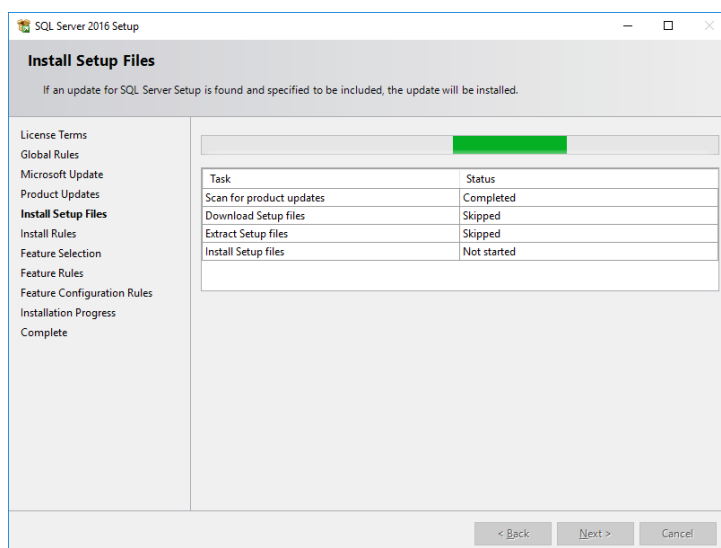 SQL Server 2016 Setup
Install Setup Files
If an update for SQL Server Setup is found and specified to be included, the update will be installed.
License Terms
Global Rules
Microsoft Update
Product Updates
Install Setup Files
Install Rules
Feature Selection
Feature Rules
Feature Configuration Rules
Installation Progress
Complete
Task Status
Scan for product updates Completed
Download Setup files Skipped
Extract Setup files Skipped
Install Setup files Not started
< Back Next > Cancel